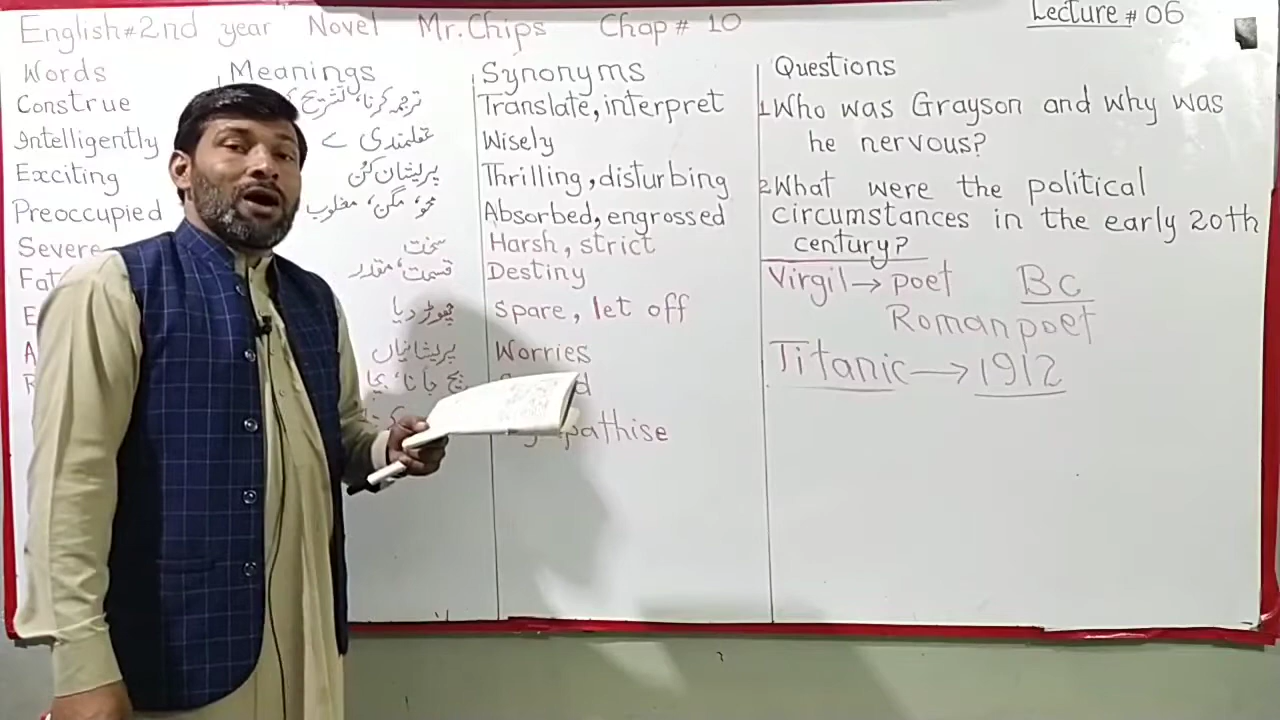 English#2nd year Novel Mr.Chips Chap # 10
Lecture # 06
Words Meanings Synonyms
Construe ترجمہ کرنا، تشریح Translate, interpret
Intelligently عقلمندی سے Wisely
Exciting پریشان کن Thrilling, disturbing
Preoccupied محو، مگن، مغلوب Absorbed, engrossed
Severe سخت Harsh, strict
قسمت، مقدر Destiny
چھوڑ دیا Spare, let off
پریشانیاں Worries
بچ جانا،
Questions
1.Who was Grayson and why was
he nervous?
2.What were the political
circumstances in the early 20th
century?
Virgil → poet Bc
Roman poet
Titanic → 1912